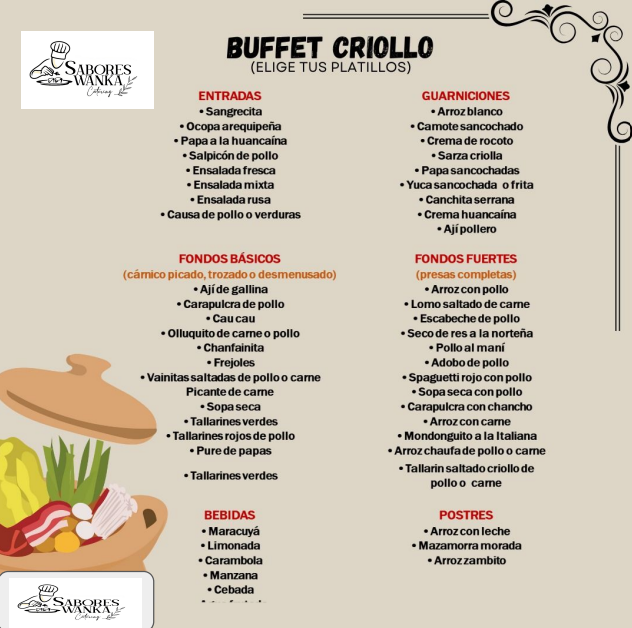 SABORES
WANKA
Catering
BUFFET CRIOLLO
(ELIGE TUS PLATILLOS)
ENTRADAS
• Sangrecita
• Ocopa arequipeña
• Papa a la huancaína
• Salpicón de pollo
• Ensalada fresca
• Ensalada mixta
• Ensalada rusa
• Causa de pollo o verduras
GUARNICIONES
• Arroz blanco
• Camote sancochado
• Crema de rocoto
• Sarza criolla
• Papa sancochadas
• Yuca sancochada o frita
• Canchita serrana
• Crema huancaína
• Ají pollero
FONDOS BÁSICOS
(cárnico picado, trozado o desmenusado)
• Ají de gallina
• Carapulcra de pollo
• Cau cau
• Olluquito de carne o pollo
• Chanfainita
• Frejoles
• Vainitas saltadas de pollo o carne
Picante de carne
• Sopa seca
• Tallarines verdes
• Tallarines rojos de pollo
• Pure de papas
• Tallarines verdes
FONDOS FUERTES
(presas completas)
• Arroz con pollo
• Lomo saltado de carne
• Escabeche de pollo
• Seco de res a la norteña
• Pollo al maní
• Adobo de pollo
• Spaguetti rojo con pollo
• Sopa seca con pollo
• Carapulcra con chancho
• Arroz con carne
• Mondonguito a la Italiana
• Arroz chaufa de pollo o carne
• Tallarin saltado criollo de
pollo o carne
BEBIDAS
• Maracuyá
• Limonada
• Carambola
• Manzana
• Cebada
POSTRES
• Arroz con leche
• Mazamorra morada
• Arroz zambito
SABORES
WANKA
Catering